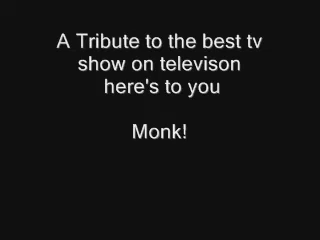 A Tribute to the best tv
show on televison
here's to you
Monk!